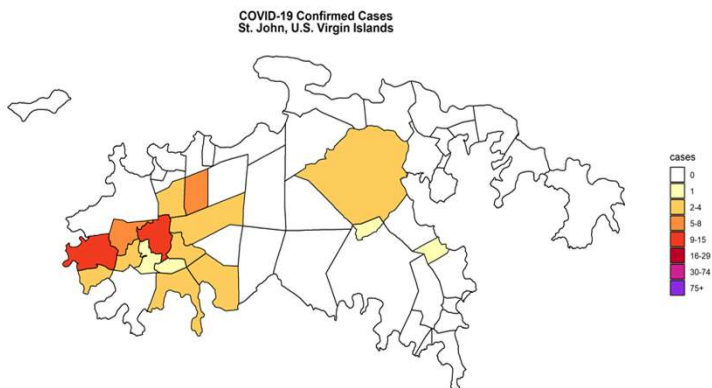 COVID-19 Confirmed Cases
St. John, U.S. Virgin Islands
cases
0
1
2-4
5-8
9-15
16-29
30-74
75+